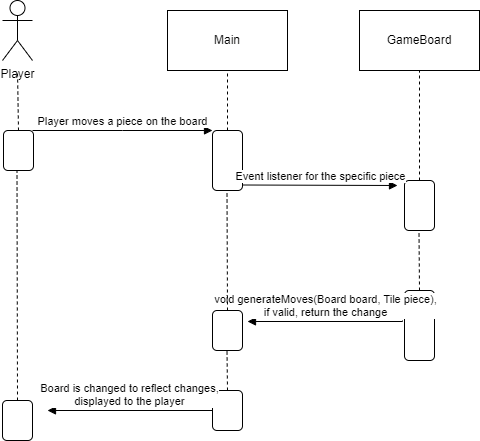 Main
GameBoard
Player
Player moves a piece on the board
Event listener for the specific piece
void generateMoves(Board board, Tile piece),
if valid, return the change
Board is changed to reflect changes,
displayed to the player